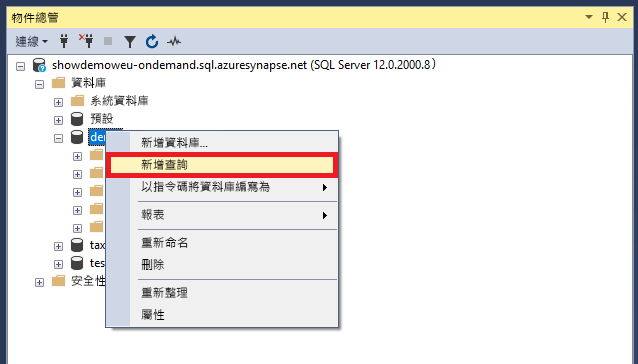 物件總管
連線
showdemoweu-ondemand.sql.azuresynapse.net (SQL Server 12.0.2000.8)
資料庫
系統資料庫
預設
新增資料庫...
新增查詢
以指令碼將資料庫編寫為
報表
重新命名
刪除
重新整理
屬性
安全性